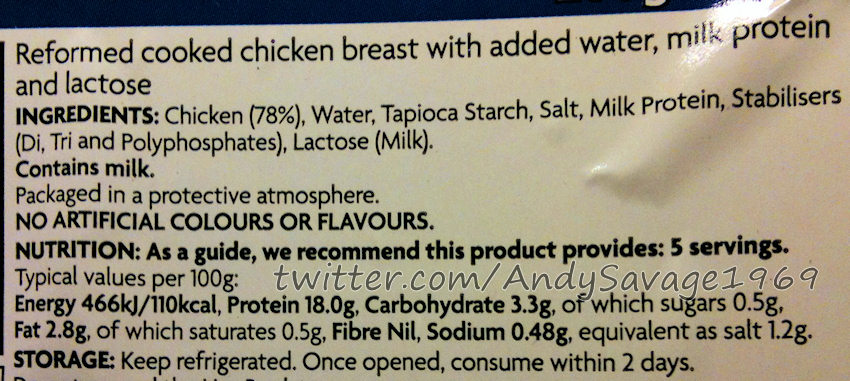 Reformed cooked chicken breast with added water, milk protein
and lactose
INGREDIENTS: Chicken (78%), Water, Tapioca Starch, Salt, Milk Protein, Stabilisers
(Di, Tri and Polyphosphates), Lactose (Milk).
Contains milk.
Packaged in a protective atmosphere.
NO ARTIFICIAL COLOURS OR FLAVOURS.
NUTRITION: As a guide, we recommend this product provides: 5 servings.
Typical values per 100g:
twitter.com/AndySavage1969
Energy 466kJ/110kcal, Protein 18.0g, Carbohydrate 3.3g, of which sugars 0.5g,
Fat 2.8g, of which saturates 0.5g, Fibre Nil, Sodium 0.48g, equivalent as salt 1.2g.
STORAGE: Keep refrigerated. Once opened, consume within 2 days.